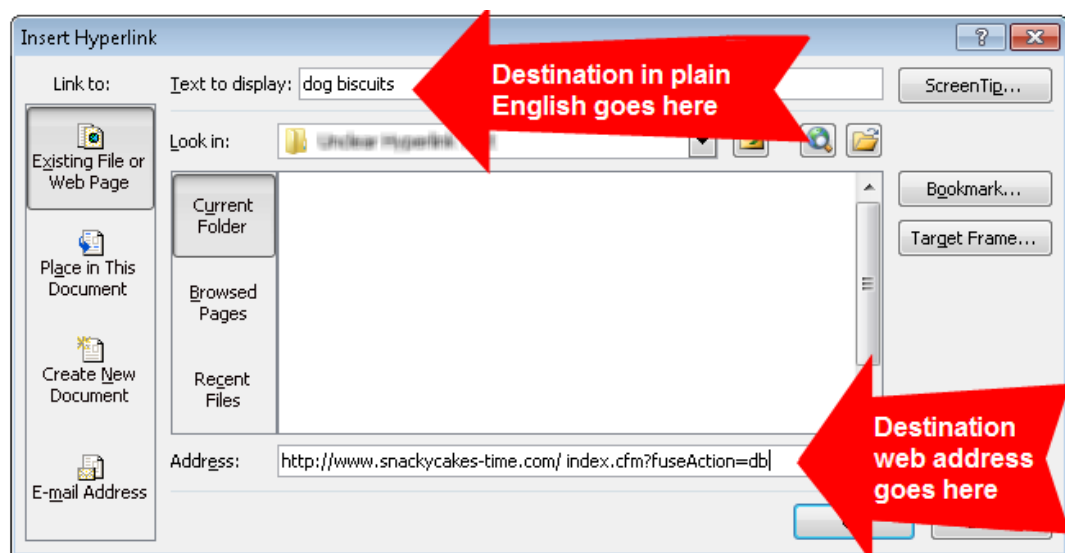 Insert Hyperlink
Link to:
Text to display: dog biscuits
Destination in plain
English goes here
ScreenTip...
Existing File or
Web Page
Look in:
Current
Folder
Bookmark...
Target Frame...
Place in This
Document
Browsed
Pages
Create New
Document
Recent
Files
Address: http://www.snackycakes-time.com/ index.cfm?fuseAction=db
Destination
web address
goes here
E-mail Address